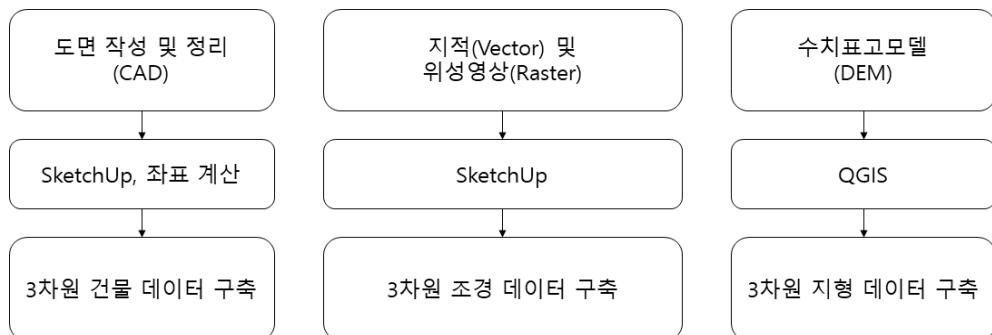 도면 작성 및 정리
(CAD)
지적(Vector) 및
위성영상(Raster)
수치표고모델
(DEM)
SketchUp, 좌표 계산
SketchUp
QGIS
3차원 건물 데이터 구축
3차원 조경 데이터 구축
3차원 지형 데이터 구축